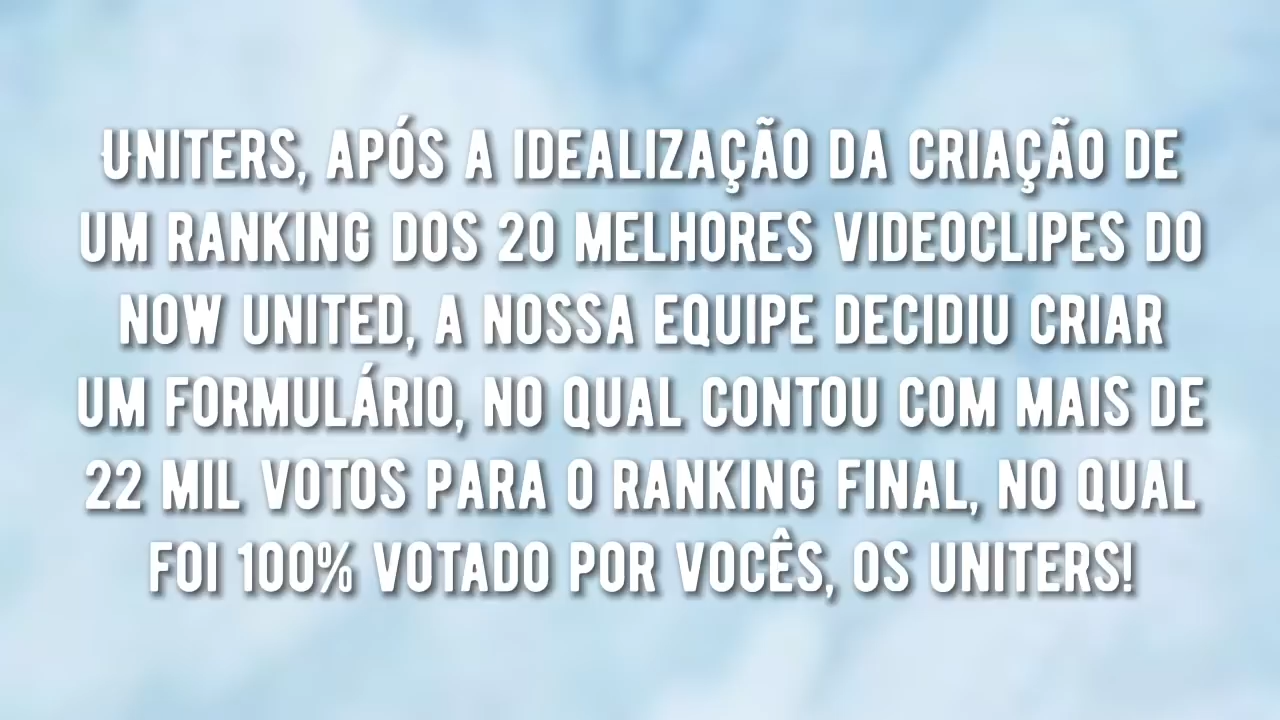 UNITERS, APÓS A IDEALIZAÇÃO DA CRIAÇÃO DE
UM RANKING DOS 20 MELHORES VIDEOCLIPES DO
NOW UNITED, A NOSSA EQUIPE DECIDIU CRIAR
UM FORMULÁRIO, NO QUAL CONTOU COM MAIS DE
22 MIL VOTOS PARA O RANKING FINAL, NO QUAL
FOI 100% VOTADO POR VOCÊS, OS UNITERS!